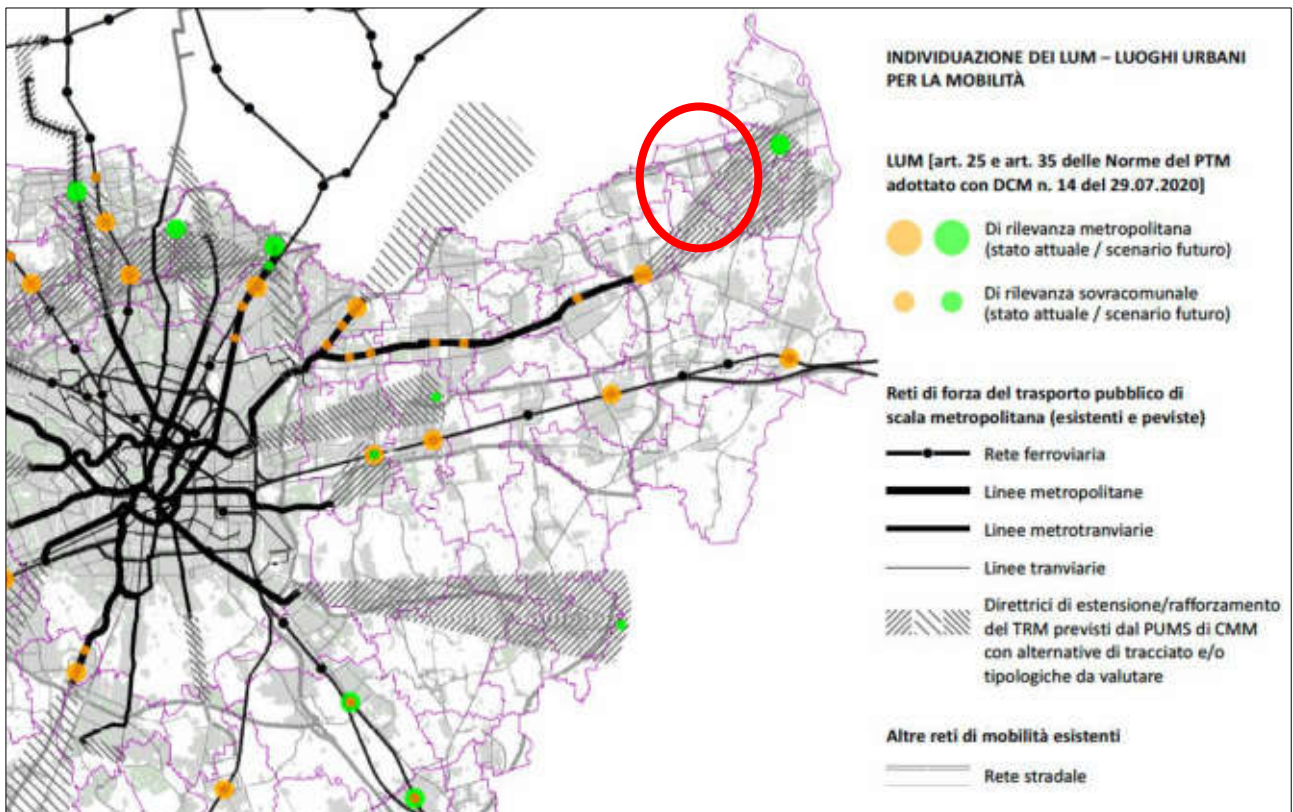 INDIVIDUAZIONE DEI LUM – LUOGHI URBANI
PER LA MOBILITÀ
LUM [art. 25 e art. 35 delle Norme del PTM
adottato con DCM n. 14 del 29.07.2020]
Di rilevanza metropolitana
(stato attuale / scenario futuro)
Di rilevanza sovracomunale
(stato attuale / scenario futuro)
Reti di forza del trasporto pubblico di
scala metropolitana (esistenti e peviste)
Rete ferroviaria
Linee metropolitane
Linee metrotranviarie
Linee tranviarie
Direttrici di estensione/rafforzamento
del TRM previsti dal PUMS di CMM
con alternative di tracciato e/o
tipologiche da valutare
Altre reti di mobilità esistenti
Rete stradale